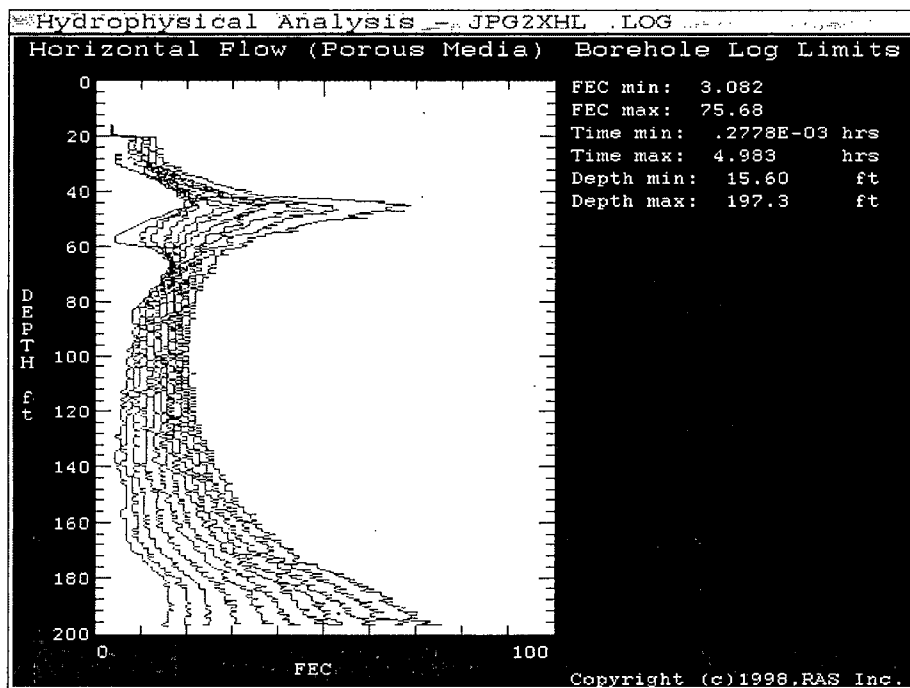 Hydrophysical Analysis - JPG2XHL .LOG
Horizontal Flow (Porous Media) Borehole Log Limits
FEC min: 3.082
FEC max: 75.68
Time min: .2778E-03 hrs
Time max: 4.983 hrs
Depth min: 15.60 ft
Depth max: 197.3 ft
0
20
40
60
80
100
120
140
160
180
200
DEPTH ft
0 100
FEC
Copyright (c)1998.RAS Inc.